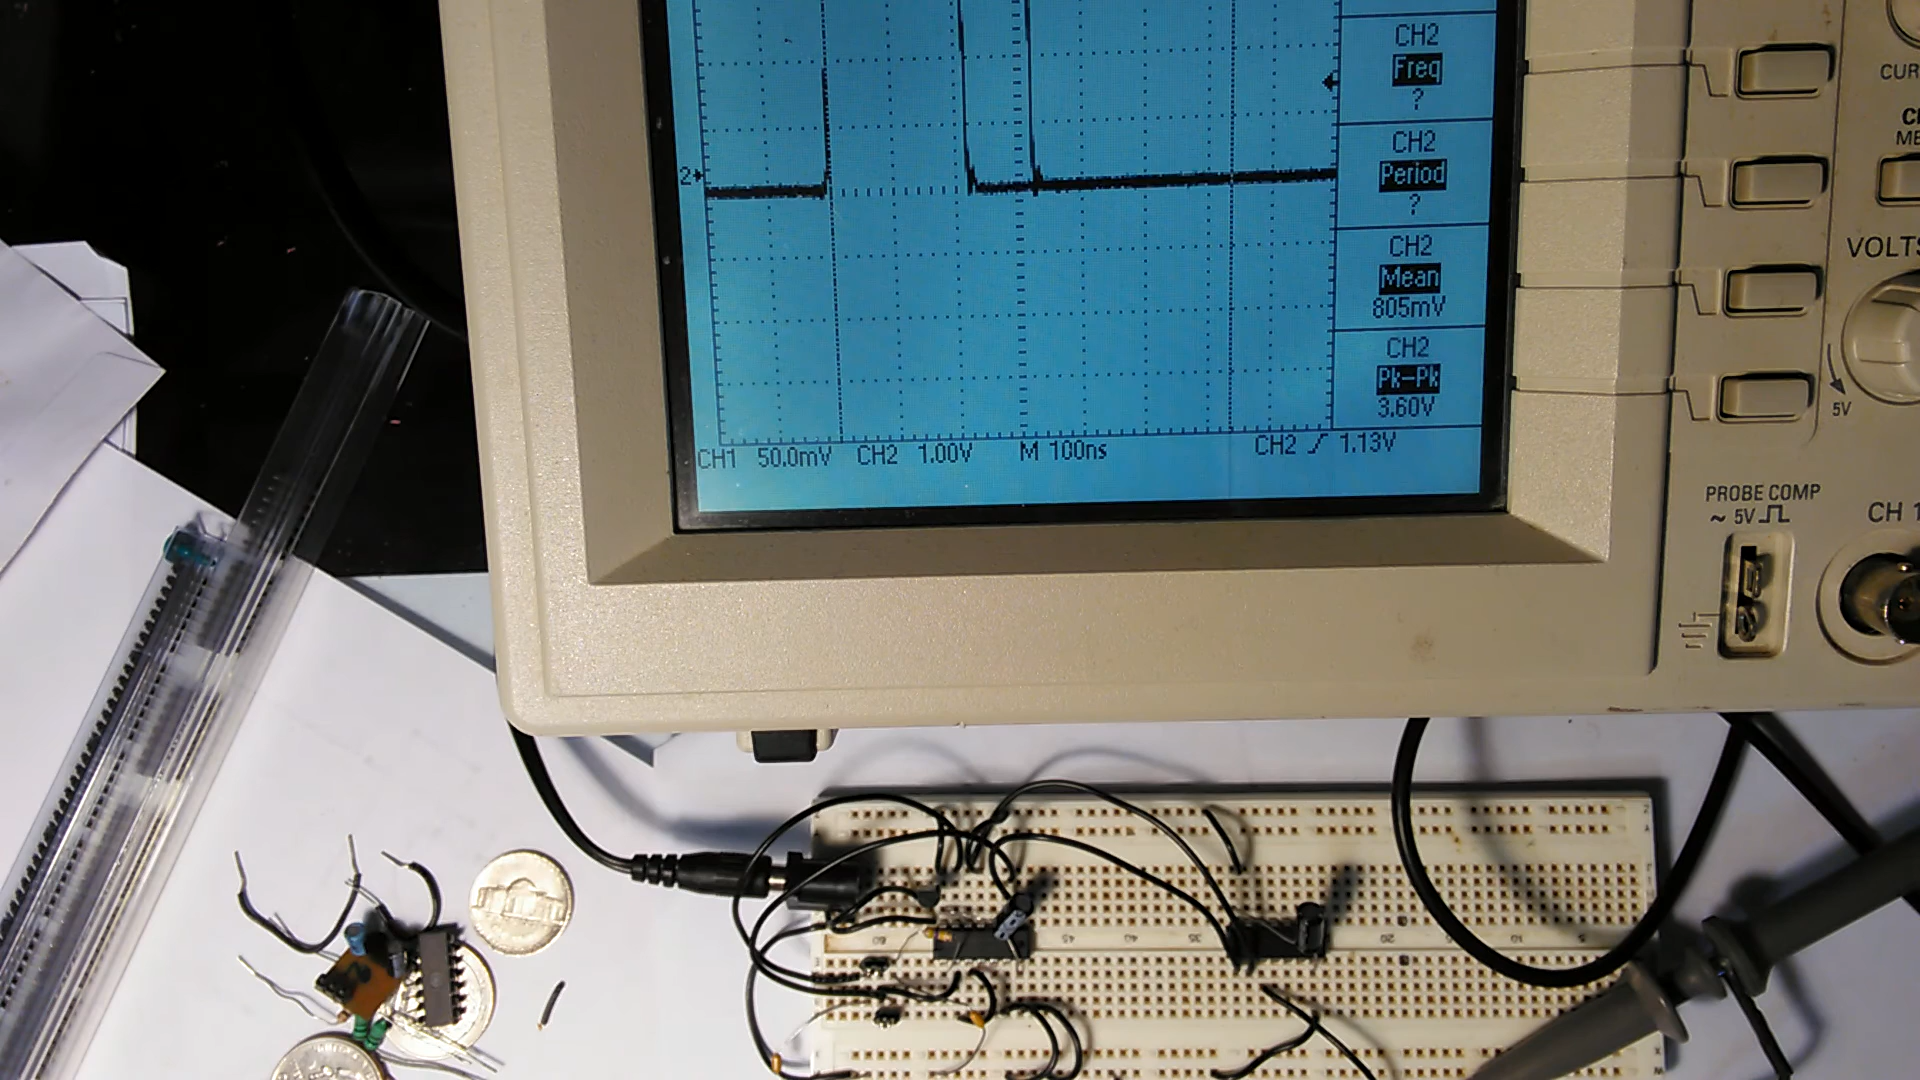 CH2
Freq
?
CH2
Period
?
CH2
Mean
805mV
CH2
Pk-Pk
3.60V
2
CH1 50.0mV CH2 1.00V M 100ns CH2 1.13V
CUR
ME
VOLTS
5V
PROBE COMP
~ 5V
CH 1